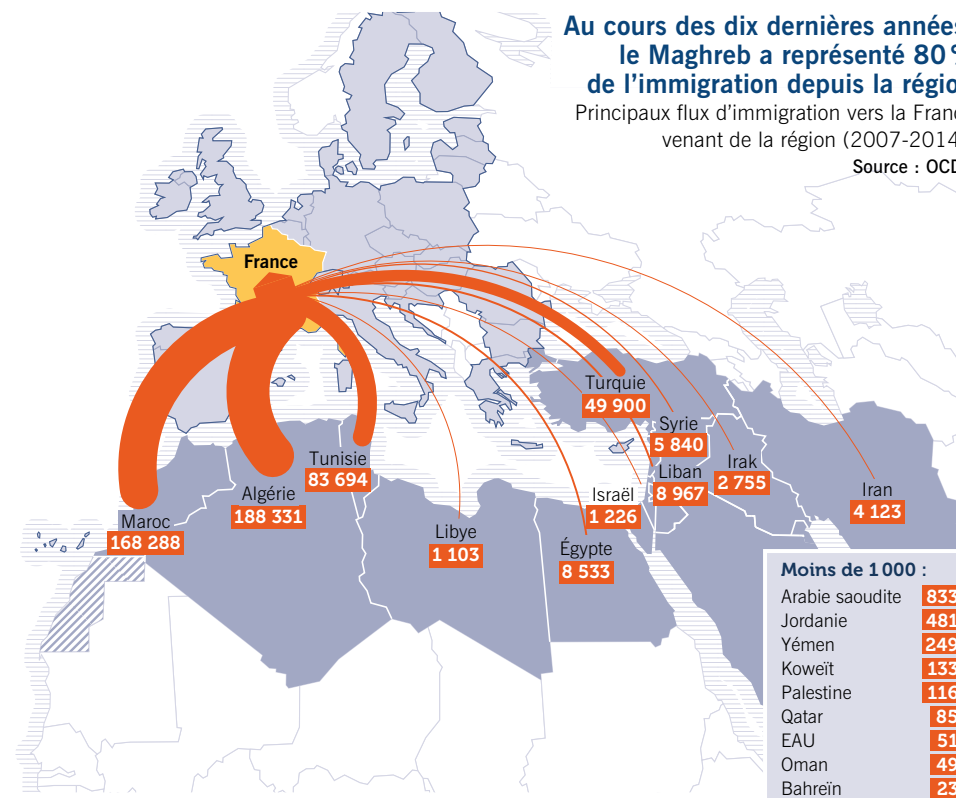 Au cours des dix dernières années
le Maghreb a représenté 80 %
de l'immigration depuis la régio
Principaux flux d'immigration vers la Franc
venant de la région (2007-2014
Source : OCD
France
Turquie
49 900
Syrie
5 840
Irak
2 755
Liban
8 967
Israël
1 226
Iran
4 123
Tunisie
83 694
Algérie
188 331
Maroc
168 288
Libye
1 103
Égypte
8 533
Moins de 1 000 :
Arabie saoudite 833
Jordanie 481
Yémen 249
Koweït 133
Palestine 116
Qatar 85
EAU 51
Oman 49
Bahreïn 23